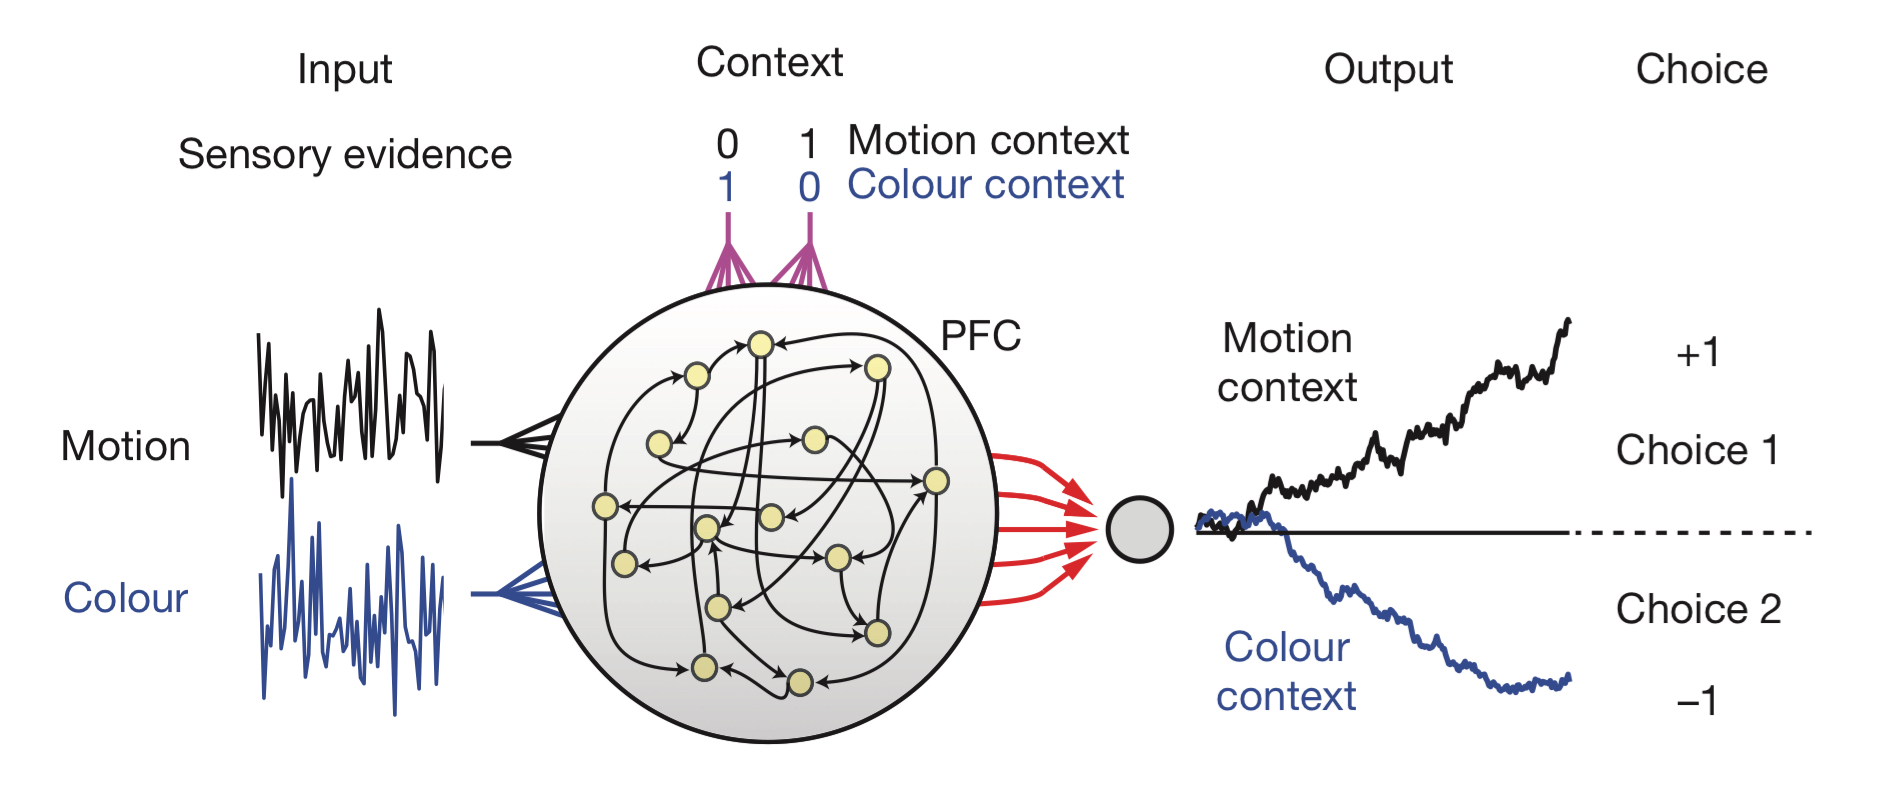 Input
Context
Output
Choice
Sensory evidence
0 1 Motion context
1 0 Colour context
PFC
Motion
Colour
Motion
context
Colour
context
+1
Choice 1
Choice 2
–1